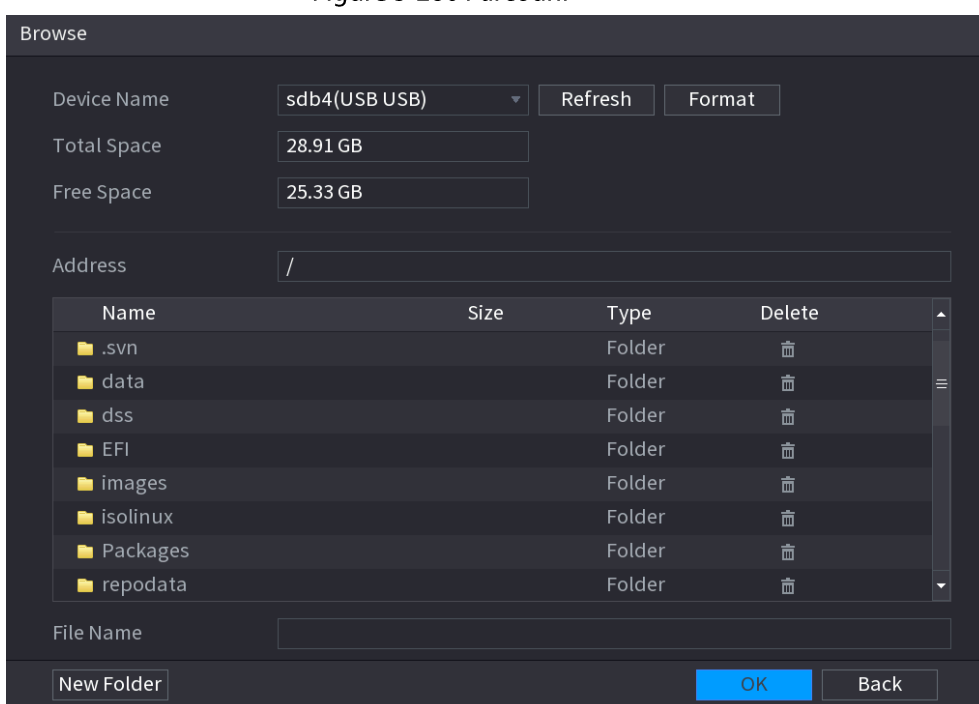 Browse
Device Name sdb4(USB USB) Refresh Format
Total Space 28.91 GB
Free Space 25.33 GB
Address /
Name Size Type Delete
.svn Folder
data Folder
dss Folder
EFI Folder
images Folder
isolinux Folder
Packages Folder
repodata Folder
File Name
New Folder OK Back